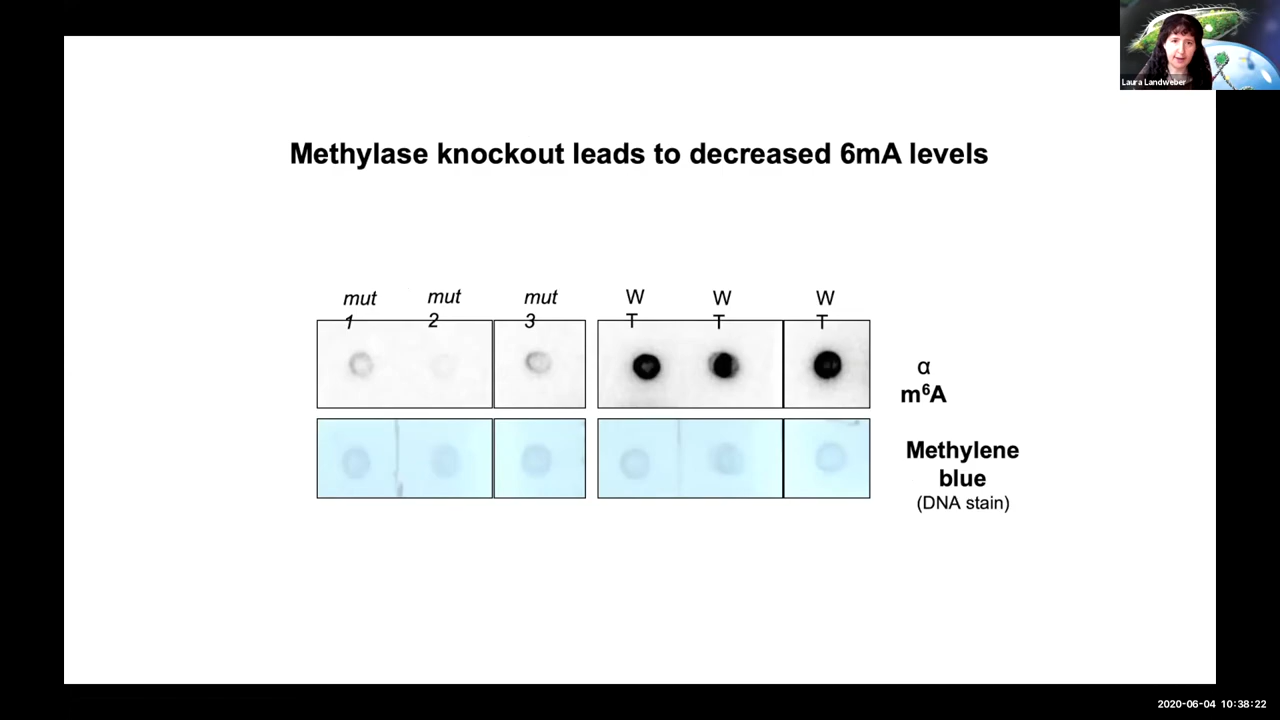 Laura Landweber
Methylase knockout leads to decreased 6mA levels
mut 1
mut 2
mut 3
W T
W T
W T
α
m⁶A
Methylene
blue
(DNA stain)
2020-06-04 10:38:22